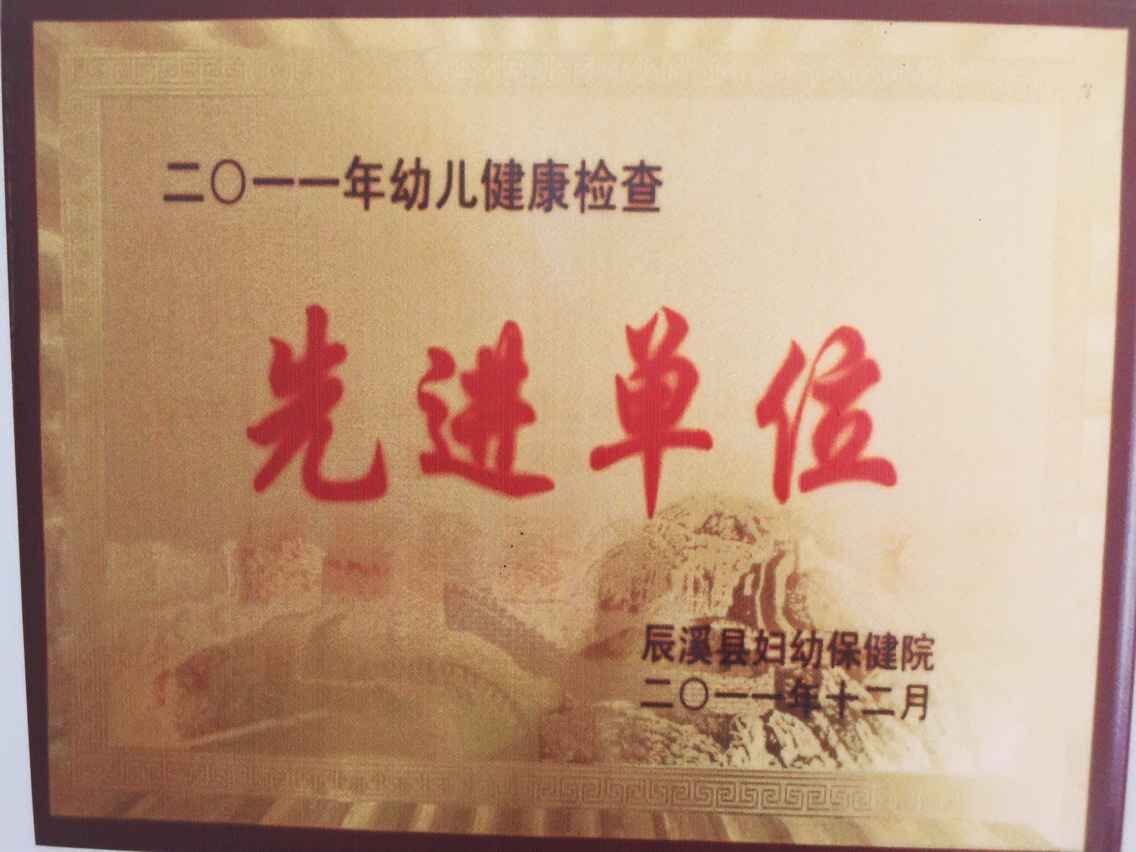 二〇一一年幼儿健康检查
先进单位
辰溪县妇幼保健院
二〇一一年十二月